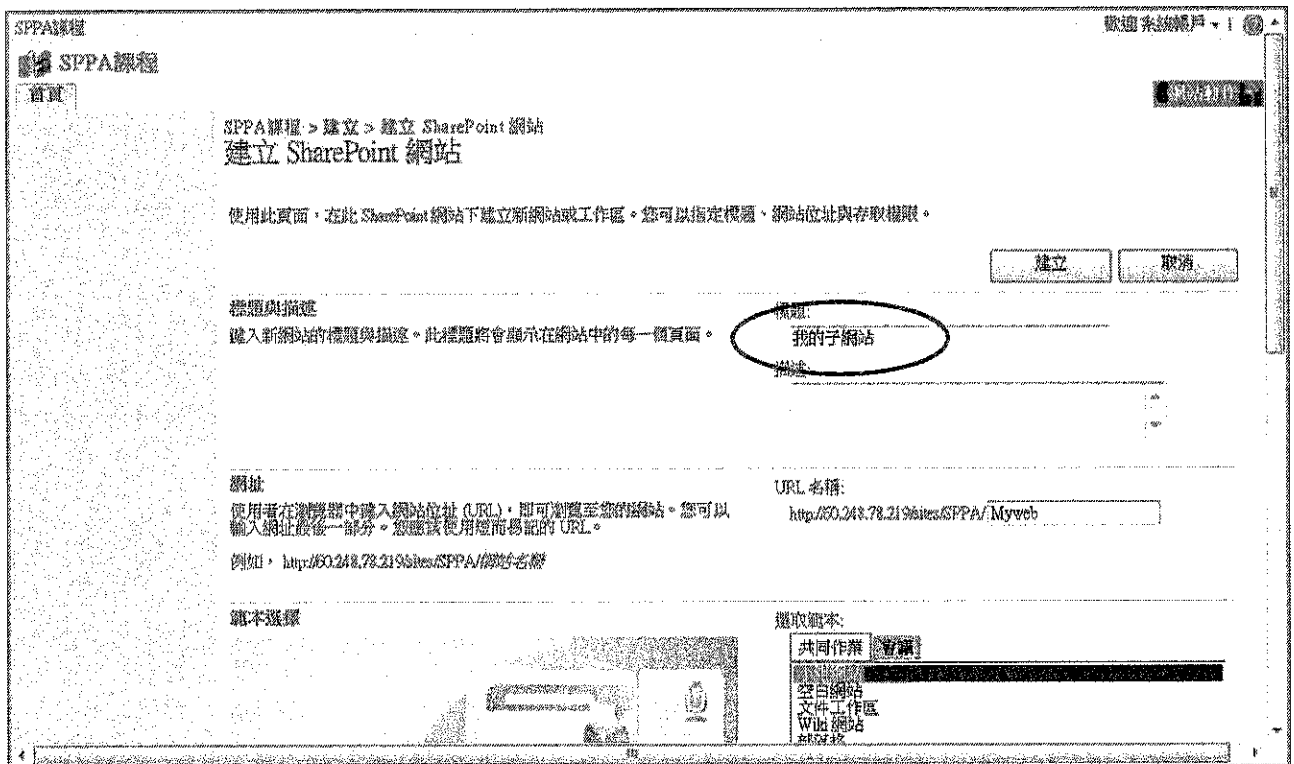 SPPA課程
歡迎 系統帳戶
SPPA課程
首頁
SPPA課程 > 建立 > 建立 SharePoint 網站
建立 SharePoint 網站
使用此頁面，在此 SharePoint 網站下建立新網站或工作區。您可以指定標題、網站位址與存取權限。
建立 取消
標題與描述
標題:
鍵入新網站的標題與描述。此標題將會顯示在網站中的每一個頁面。
我的子網站
描述:
網址
URL 名稱:
使用者在瀏覽器中鍵入網站位址 (URL)，即可瀏覽至您的網站。您可以
輸入網址最後一部分。您應該使用短而易記的 URL。
http://60.248.78.219/sites/SPPA/ Myweb
例如， http://60.248.78.219/sites/SPPA/網站名稱
範本選擇
選取範本:
共同作業 會議
空白網站
文件工作區
Wiki 網站
部落格